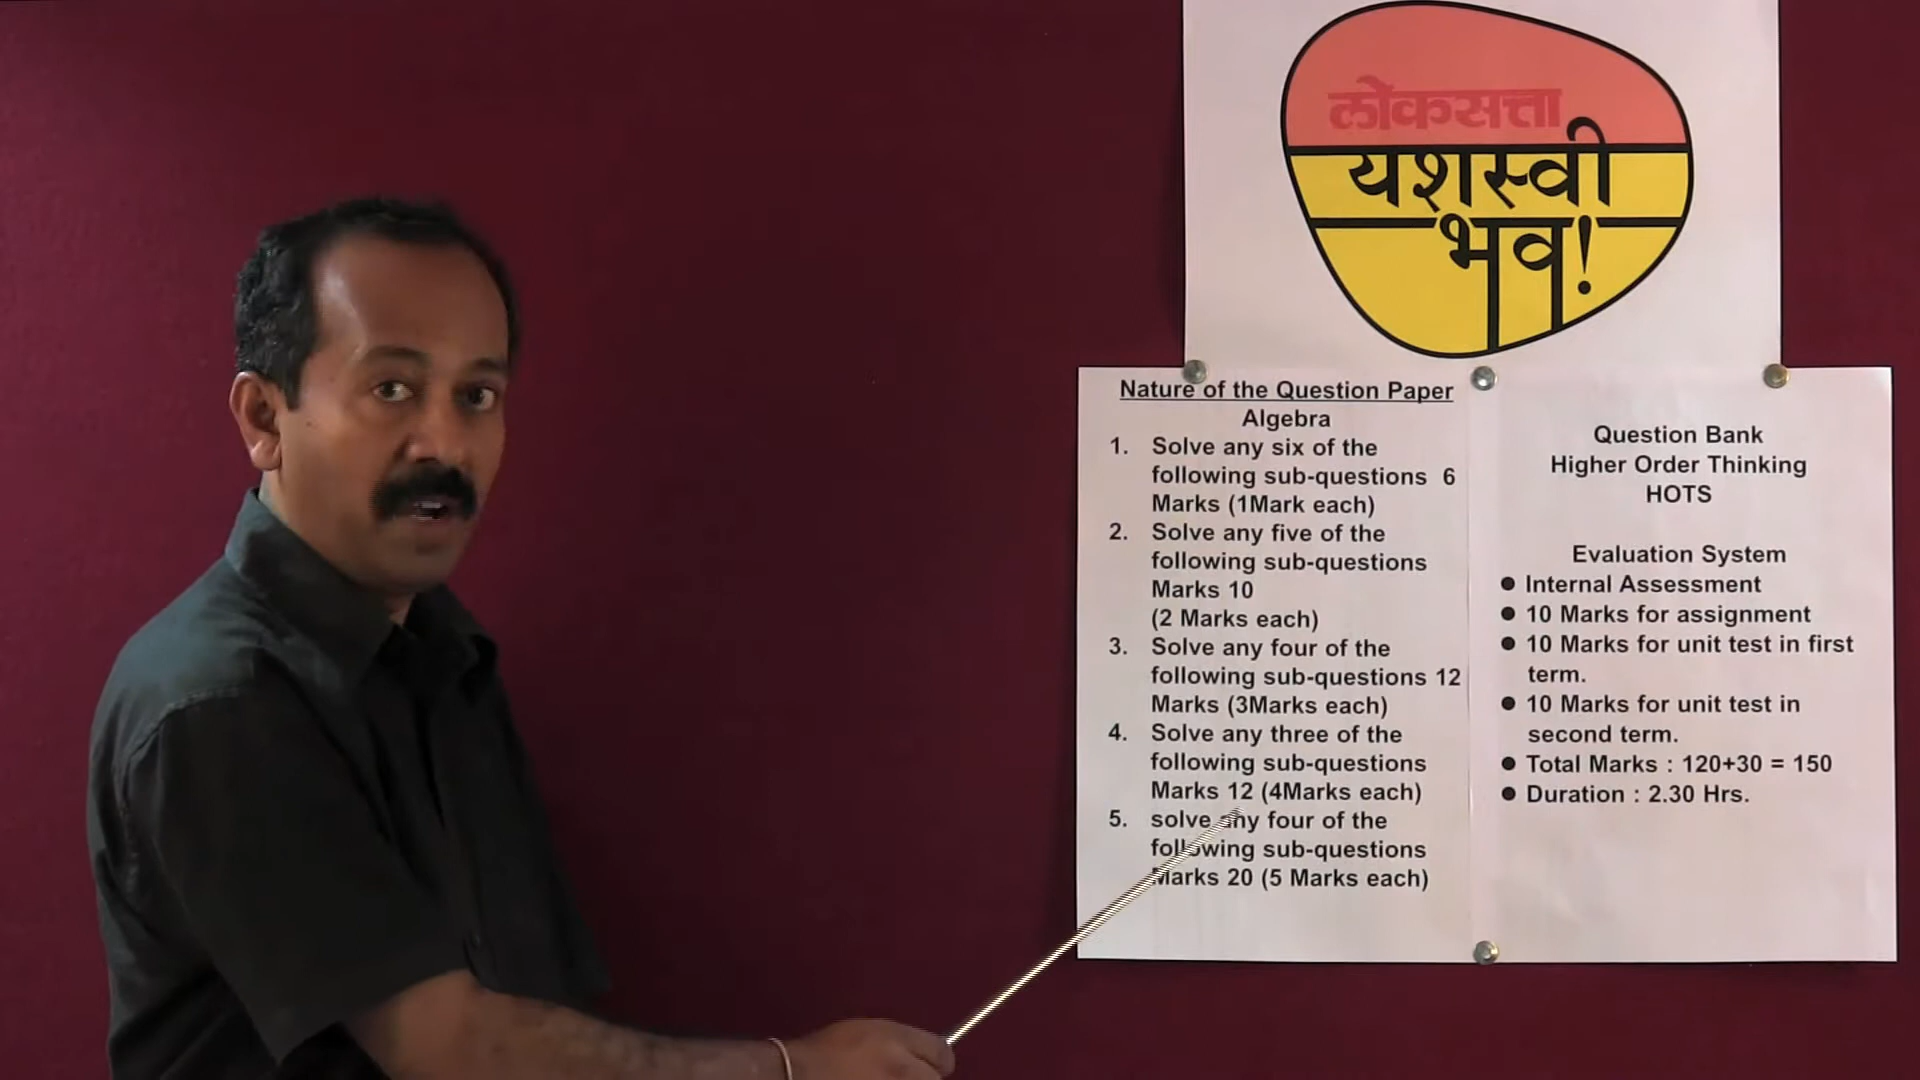 लोकसत्ता
यशस्वी
भव!
Nature of the Question Paper
Algebra
1. Solve any six of the
following sub-questions 6
Marks (1Mark each)
2. Solve any five of the
following sub-questions
Marks 10
(2 Marks each)
3. Solve any four of the
following sub-questions 12
Marks (3Marks each)
4. Solve any three of the
following sub-questions
Marks 12 (4Marks each)
5. solve any four of the
following sub-questions
Marks 20 (5 Marks each)
Question Bank
Higher Order Thinking
HOTS
Evaluation System
● Internal Assessment
● 10 Marks for assignment
● 10 Marks for unit test in first
term.
● 10 Marks for unit test in
second term.
● Total Marks : 120+30 = 150
● Duration : 2.30 Hrs.